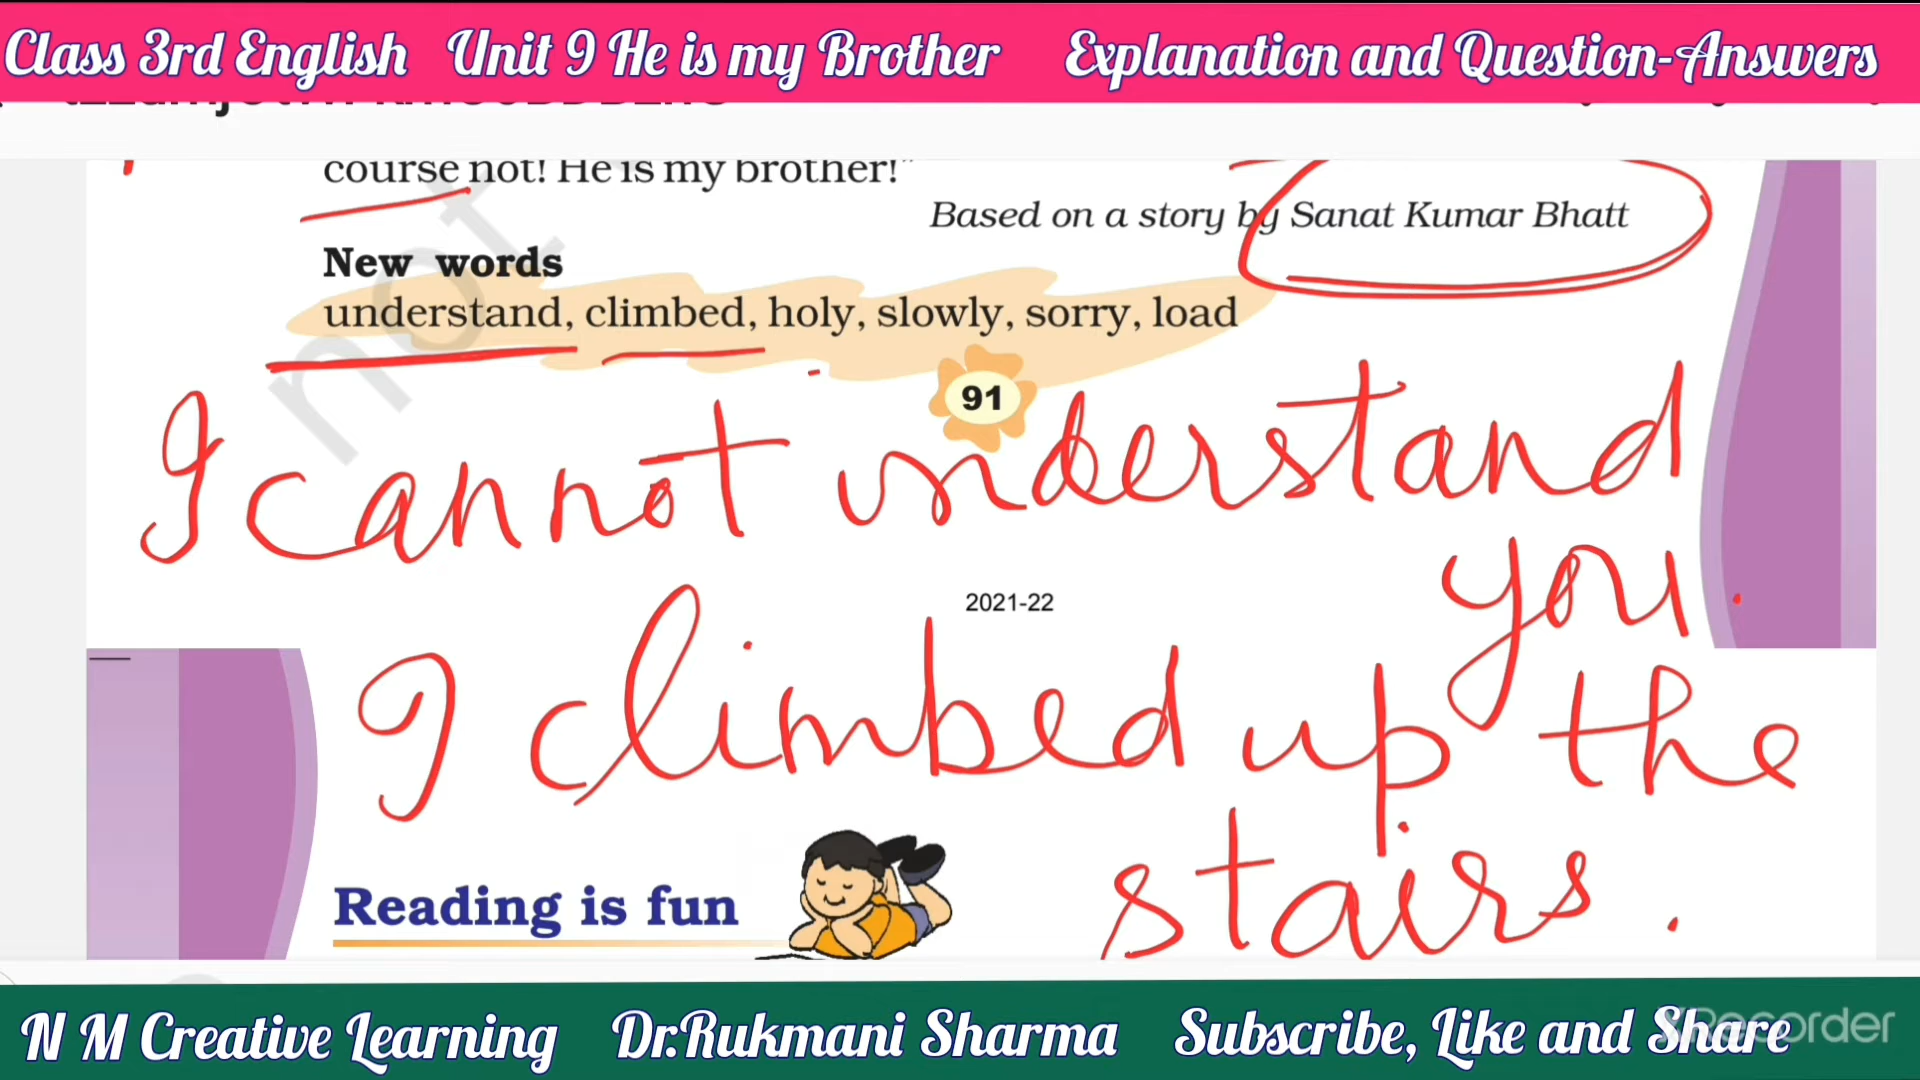 Class 3rd English Unit 9 He is my Brother Explanation and Question-Answers
course not! He is my brother!"
Based on a story by Sanat Kumar Bhatt
New words
understand, climbed, holy, slowly, sorry, load
91
I cannot understand
you.
2021-22
I climbed up the
stairs.
Reading is fun
not
N M Creative Learning Dr.Rukmani Sharma Subscribe, Like and Share